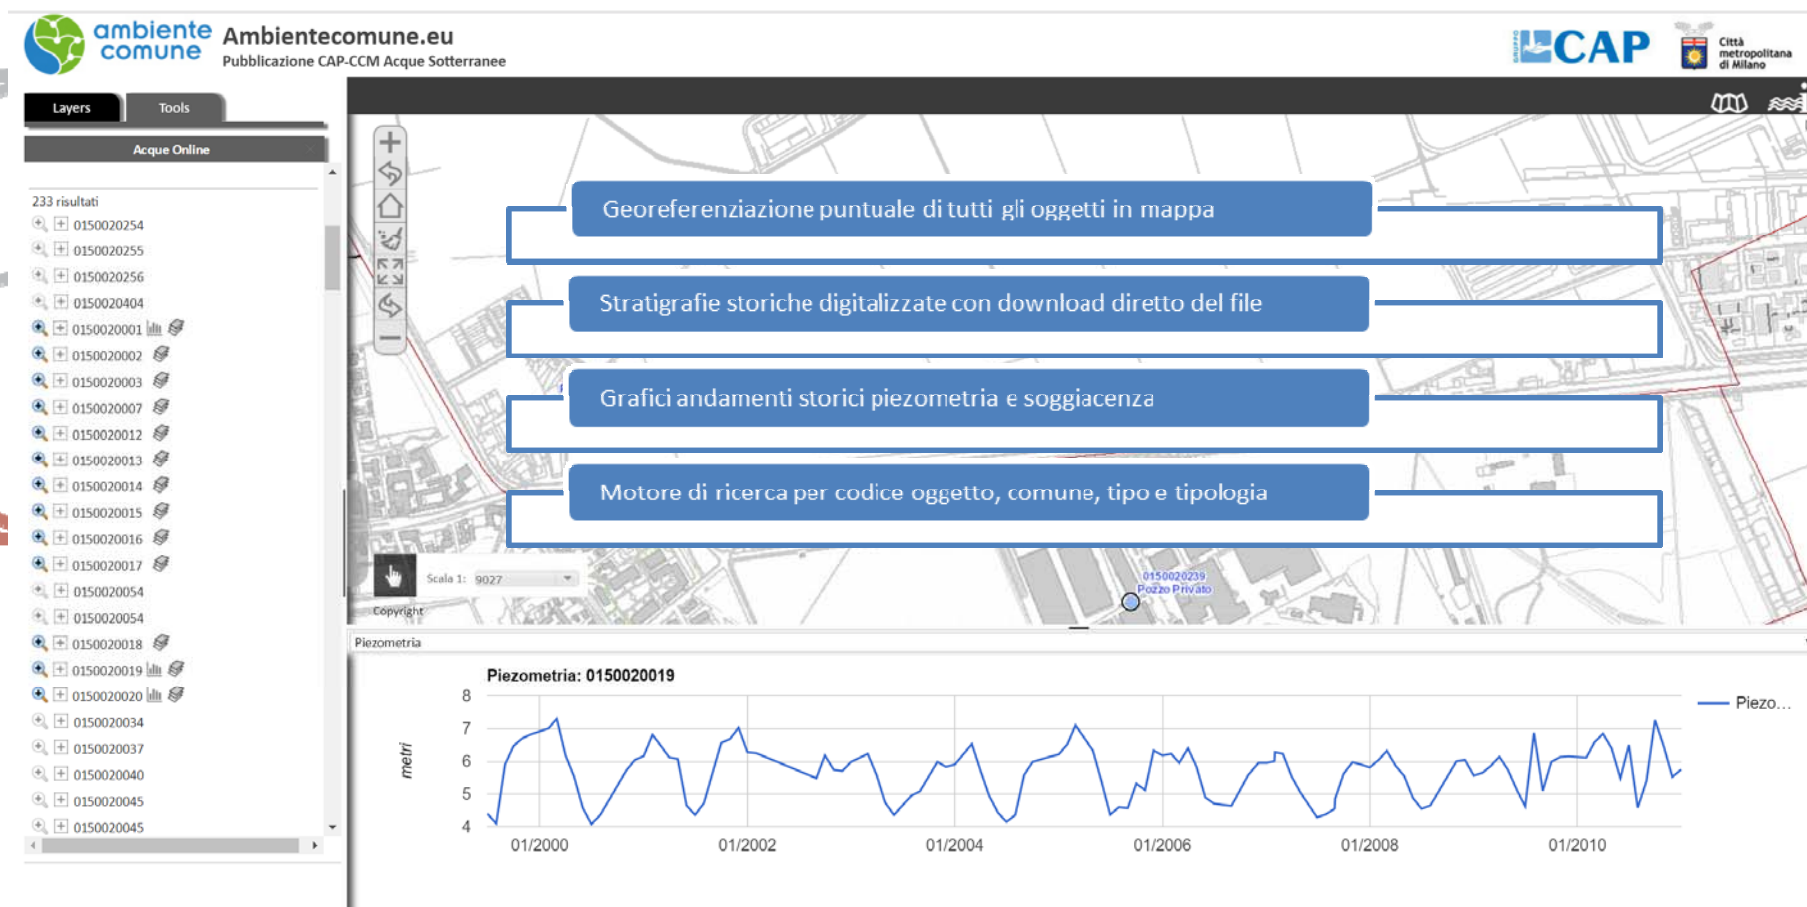 ambiente
comune
Ambientecomune.eu
Pubblicazione CAP-CCM Acque Sotterranee
GRUPPO
CAP
Città
metropolitana
di Milano
Layers
Tools
Acque Online
233 risultati
0150020254
0150020255
0150020256
0150020404
0150020001
0150020002
0150020003
0150020007
0150020012
0150020013
0150020014
0150020015
0150020016
0150020017
0150020054
0150020054
0150020018
0150020019
0150020020
0150020034
0150020037
0150020040
0150020045
0150020045
Georeferenziazione puntuale di tutti gli oggetti in mappa
Stratigrafie storiche digitalizzate con download diretto del file
Grafici andamenti storici piezometria e soggiacenza
Motore di ricerca per codice oggetto, comune, tipo e tipologia
Scala 1: 9027
Copyright
0150020239
Pozzo Privato
Piezometria
Piezometria: 0150020019
metri
8
7
6
5
4
01/2000
01/2002
01/2004
01/2006
01/2008
01/2010
Piezo...